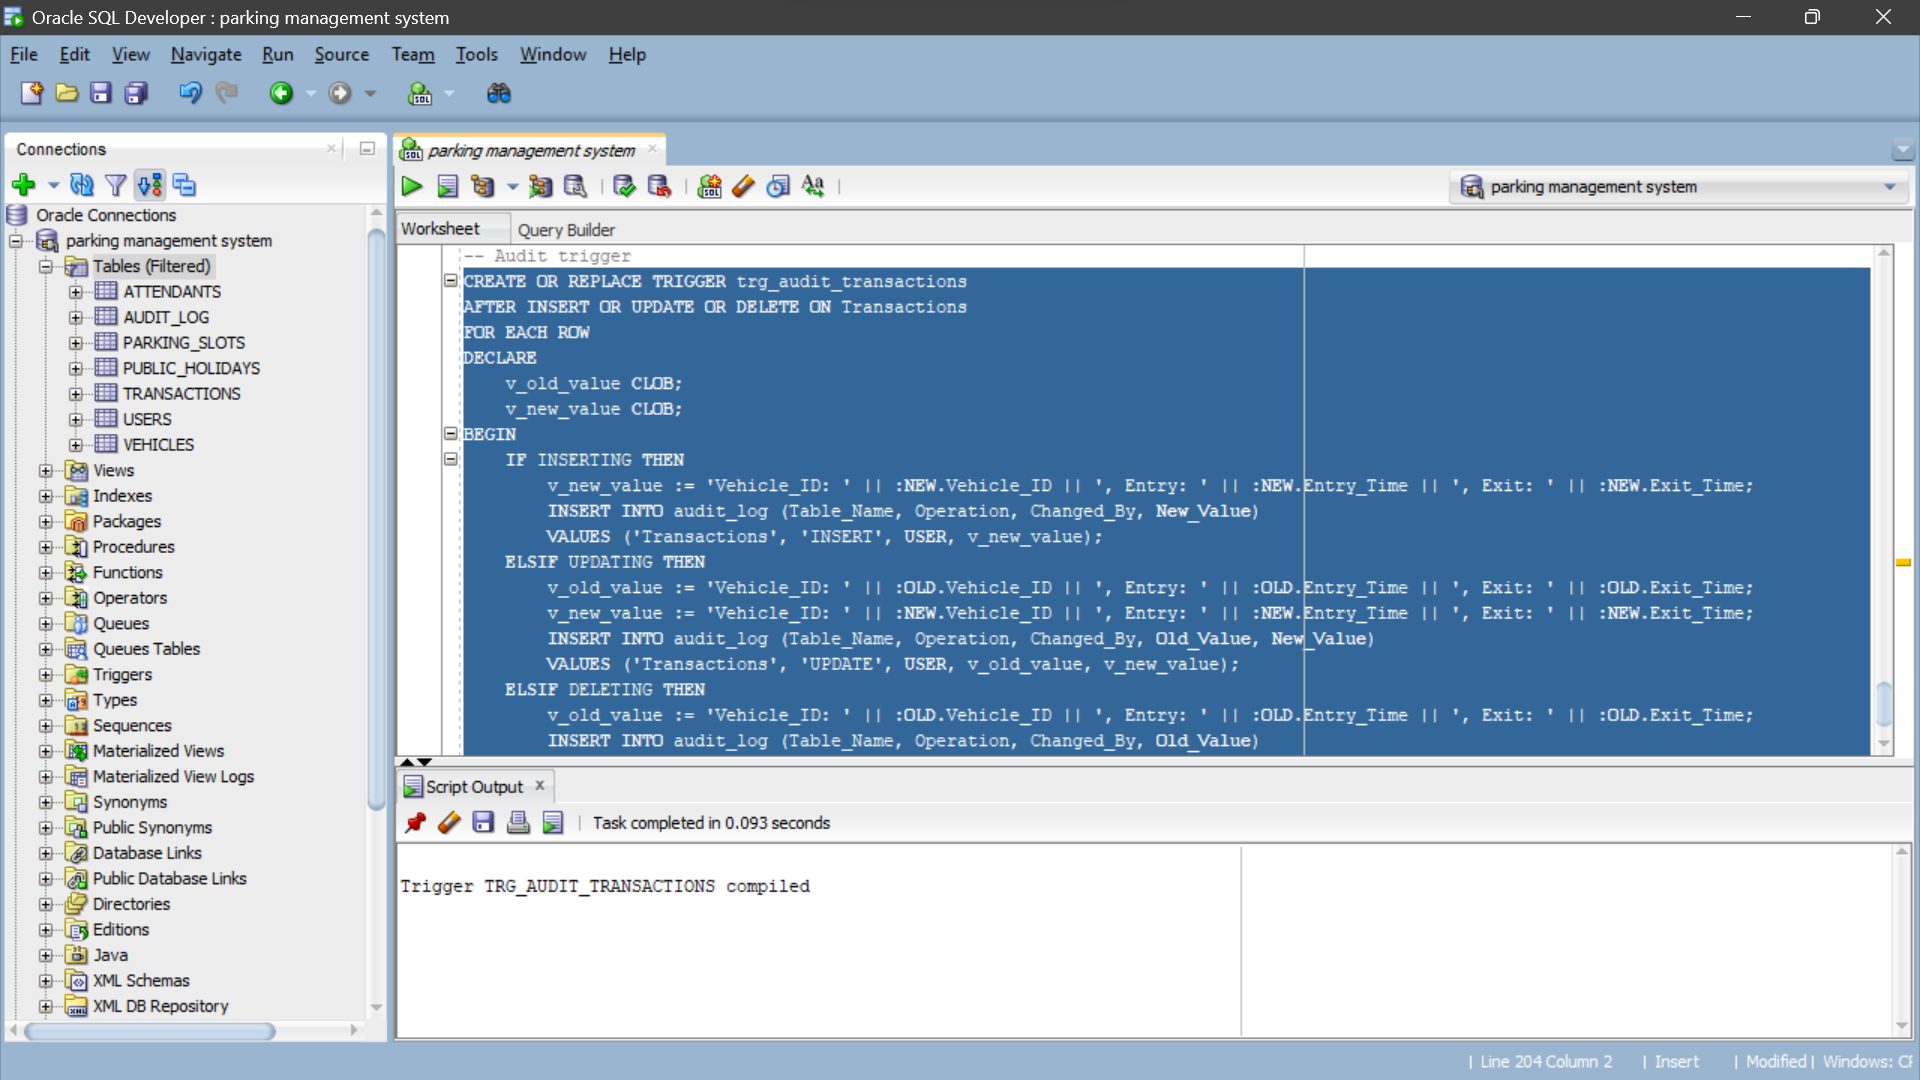 Oracle SQL Developer : parking management system
File Edit View Navigate Run Source Team Tools Window Help
Connections
parking management system
parking management system
Worksheet Query Builder
Oracle Connections
parking management system
Tables (Filtered)
ATTENDANTS
AUDIT_LOG
PARKING_SLOTS
PUBLIC_HOLIDAYS
TRANSACTIONS
USERS
VEHICLES
Views
Indexes
Packages
Procedures
Functions
Operators
Queues
Queues Tables
Triggers
Types
Sequences
Materialized Views
Materialized View Logs
Synonyms
Public Synonyms
Database Links
Public Database Links
Directories
Editions
Java
XML Schemas
XML DB Repository
-- Audit trigger
CREATE OR REPLACE TRIGGER trg_audit_transactions
AFTER INSERT OR UPDATE OR DELETE ON Transactions
FOR EACH ROW
DECLARE
v_old_value CLOB;
v_new_value CLOB;
BEGIN
IF INSERTING THEN
v_new_value := 'Vehicle_ID: ' || :NEW.Vehicle_ID || ', Entry: ' || :NEW.Entry_Time || ', Exit: ' || :NEW.Exit_Time;
INSERT INTO audit_log (Table_Name, Operation, Changed_By, New_Value)
VALUES ('Transactions', 'INSERT', USER, v_new_value);
ELSIF UPDATING THEN
v_old_value := 'Vehicle_ID: ' || :OLD.Vehicle_ID || ', Entry: ' || :OLD.Entry_Time || ', Exit: ' || :OLD.Exit_Time;
v_new_value := 'Vehicle_ID: ' || :NEW.Vehicle_ID || ', Entry: ' || :NEW.Entry_Time || ', Exit: ' || :NEW.Exit_Time;
INSERT INTO audit_log (Table_Name, Operation, Changed_By, Old_Value, New_Value)
VALUES ('Transactions', 'UPDATE', USER, v_old_value, v_new_value);
ELSIF DELETING THEN
v_old_value := 'Vehicle_ID: ' || :OLD.Vehicle_ID || ', Entry: ' || :OLD.Entry_Time || ', Exit: ' || :OLD.Exit_Time;
INSERT INTO audit_log (Table_Name, Operation, Changed_By, Old_Value)
Script Output
Task completed in 0.093 seconds
Trigger TRG_AUDIT_TRANSACTIONS compiled
| Line 204 Column 2 | Insert | Modified | Windows: CF